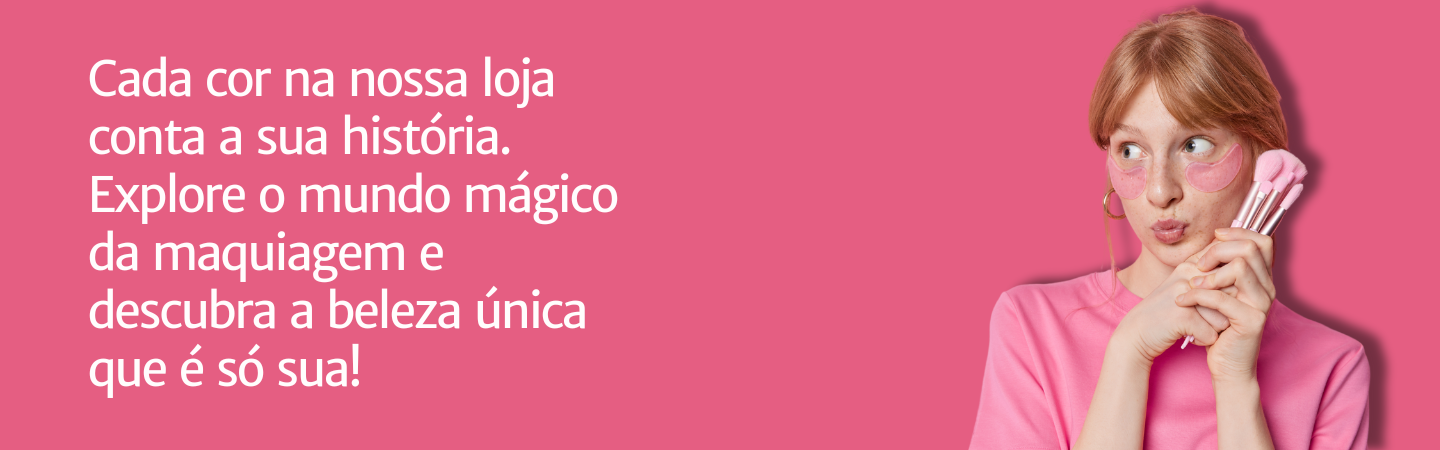 Cada cor na nossa loja
conta a sua história.
Explore o mundo mágico
da maquiagem e
descubra a beleza única
que é só sua!